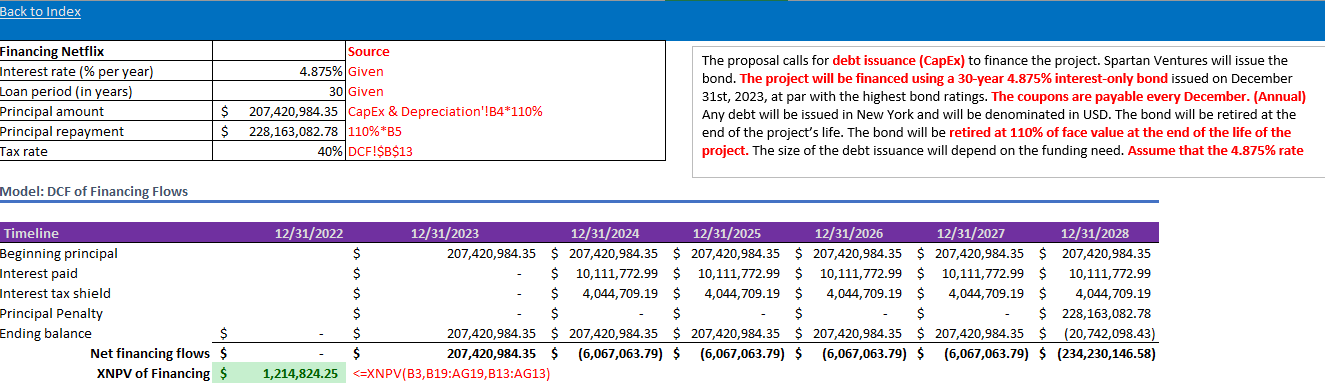 Back to Index
Financing Netflix Source
Interest rate (% per year) 4.875% Given
Loan period (in years) 30 Given
Principal amount $ 207,420,984.35 CapEx & Depreciation'!B4*110%
Principal repayment $ 228,163,082.78 110%*B5
Tax rate 40% DCF!$B$13
The proposal calls for debt issuance (CapEx) to finance the project. Spartan Ventures will issue the
bond. The project will be financed using a 30-year 4.875% interest-only bond issued on December
31st, 2023, at par with the highest bond ratings. The coupons are payable every December. (Annual)
Any debt will be issued in New York and will be denominated in USD. The bond will be retired at the
end of the project's life. The bond will be retired at 110% of face value at the end of the life of the
project. The size of the debt issuance will depend on the funding need. Assume that the 4.875% rate
Model: DCF of Financing Flows
Timeline 12/31/2022 12/31/2023 12/31/2024 12/31/2025 12/31/2026 12/31/2027 12/31/2028
Beginning principal $ 207,420,984.35 $ 207,420,984.35 $ 207,420,984.35 $ 207,420,984.35 $ 207,420,984.35 $ 207,420,984.35
Interest paid $ - $ 10,111,772.99 $ 10,111,772.99 $ 10,111,772.99 $ 10,111,772.99 $ 10,111,772.99
Interest tax shield $ - $ 4,044,709.19 $ 4,044,709.19 $ 4,044,709.19 $ 4,044,709.19 $ 4,044,709.19
Principal Penalty $ - $ - $ - $ - $ - $ 228,163,082.78
Ending balance $ - $ 207,420,984.35 $ 207,420,984.35 $ 207,420,984.35 $ 207,420,984.35 $ 207,420,984.35 $ (20,742,098.43)
Net financing flows $ - $ 207,420,984.35 $ (6,067,063.79) $ (6,067,063.79) $ (6,067,063.79) $ (6,067,063.79) $ (234,230,146.58)
XNPV of Financing $ 1,214,824.25 <=XNPV(B3,B19:AG19,B13:AG13)